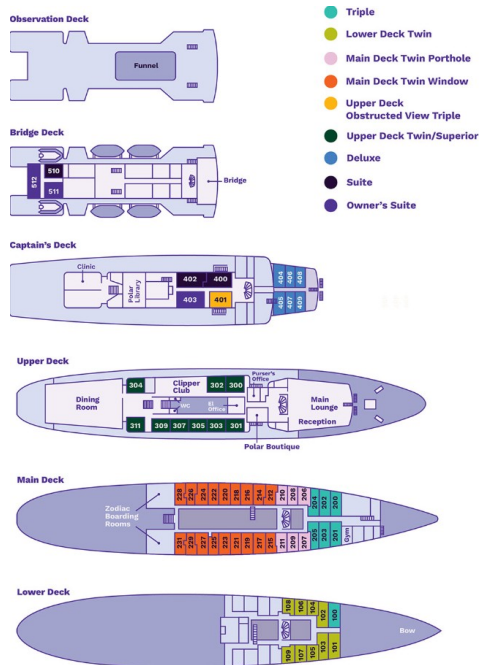 Observation Deck
Funnel
Triple
Lower Deck Twin
Main Deck Twin Porthole
Main Deck Twin Window
Upper Deck
Obstructed View Triple
Upper Deck Twin/Superior
Deluxe
Suite
Owner's Suite
Bridge Deck
512
510
511
Bridge
Captain's Deck
Clinic
Polar
Library
402
400
403
401
404
406
408
405
407
409
Upper Deck
304
Clipper
Club
302
300
Purser's
Office
Dining
Room
WC
El
Office
Main
Lounge
Reception
311
309
307
305
303
301
Polar Boutique
Main Deck
Zodiac
Boarding
Rooms
228
226
224
222
220
218
216
214
212
210
208
206
204
202
200
231
229
227
225
223
221
219
217
215
211
209
207
205
203
201
Gym
Lower Deck
108
106
104
102
100
109
107
105
103
101
Bow